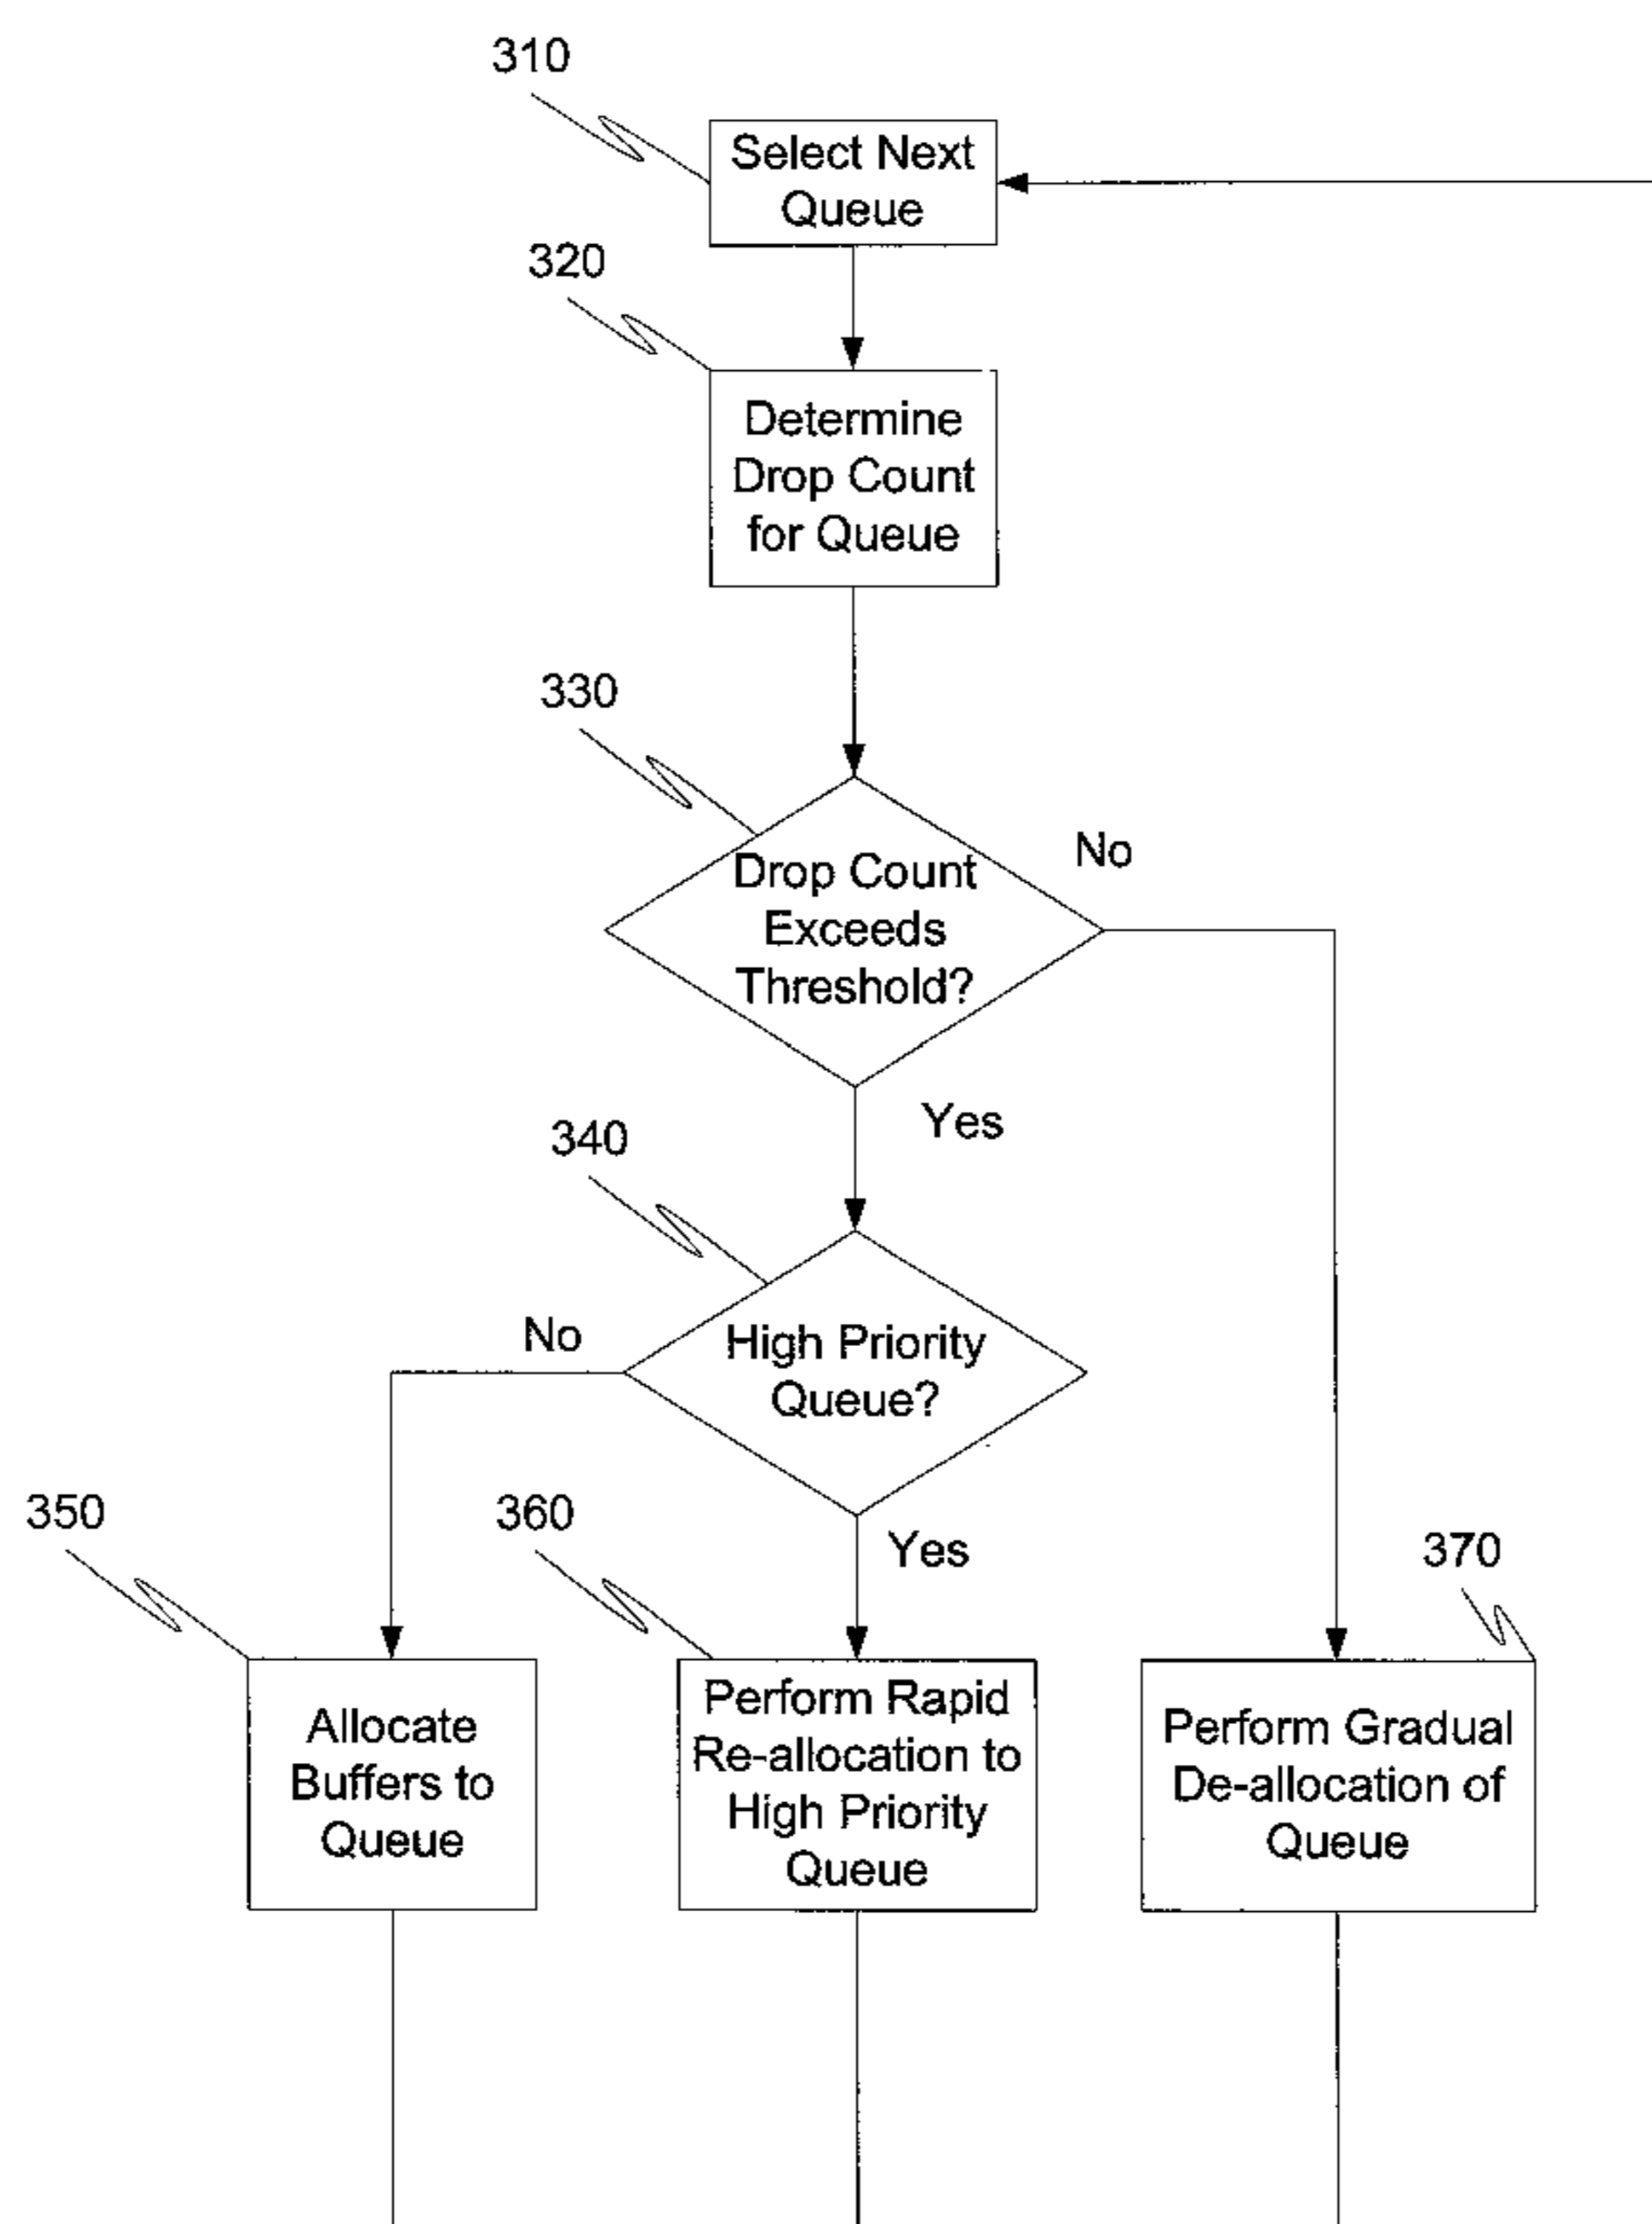 310
Select Next
Queue
320
Determine
Drop Count
for Queue
330
Drop Count
Exceeds
Threshold?
No
Yes
340
High Priority
Queue?
No
Yes
350
Allocate
Buffers to
Queue
360
Perform Rapid
Re-allocation to
High Priority
Queue
370
Perform Gradual
De-allocation of
Queue